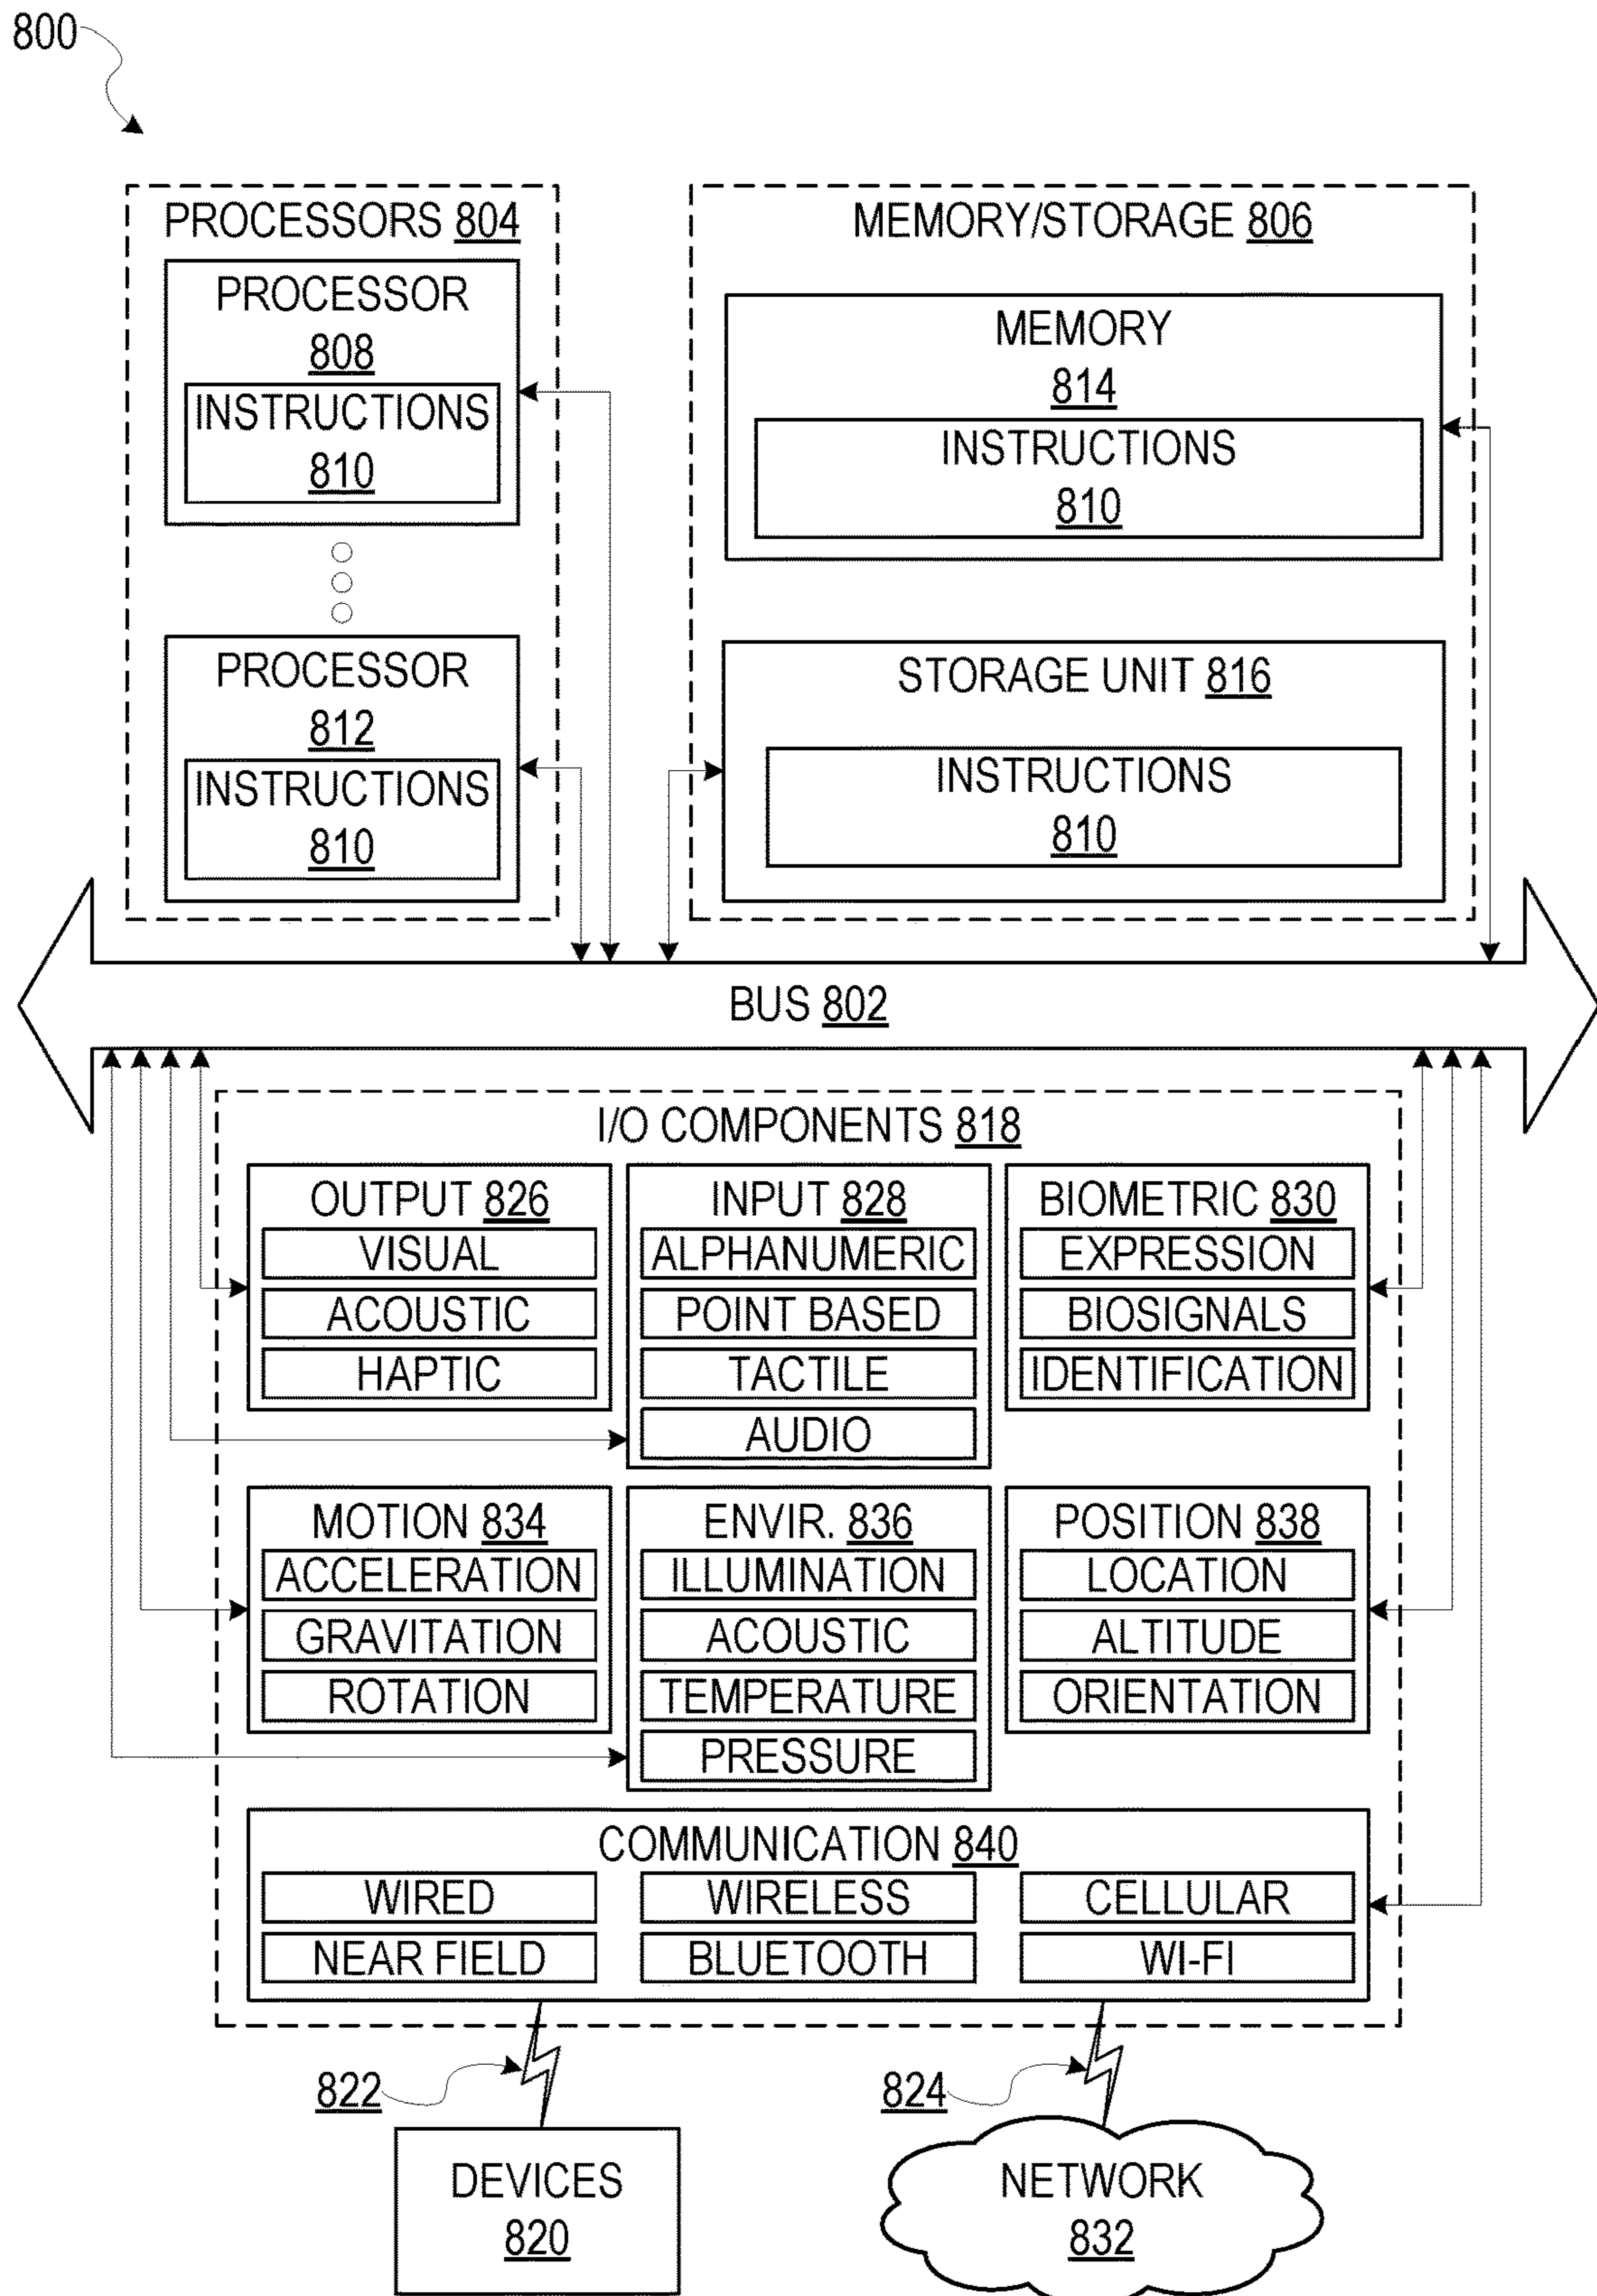 800
PROCESSORS 804
PROCESSOR
808
INSTRUCTIONS
810
PROCESSOR
812
INSTRUCTIONS
810
MEMORY/STORAGE 806
MEMORY
814
INSTRUCTIONS
810
STORAGE UNIT 816
INSTRUCTIONS
810
BUS 802
I/O COMPONENTS 818
OUTPUT 826
VISUAL
ACOUSTIC
HAPTIC
INPUT 828
ALPHANUMERIC
POINT BASED
TACTILE
AUDIO
BIOMETRIC 830
EXPRESSION
BIOSIGNALS
IDENTIFICATION
MOTION 834
ACCELERATION
GRAVITATION
ROTATION
ENVIR. 836
ILLUMINATION
ACOUSTIC
TEMPERATURE
PRESSURE
POSITION 838
LOCATION
ALTITUDE
ORIENTATION
COMMUNICATION 840
WIRED
WIRELESS
CELLULAR
NEAR FIELD
BLUETOOTH
WI-FI
822
824
DEVICES
820
NETWORK
832